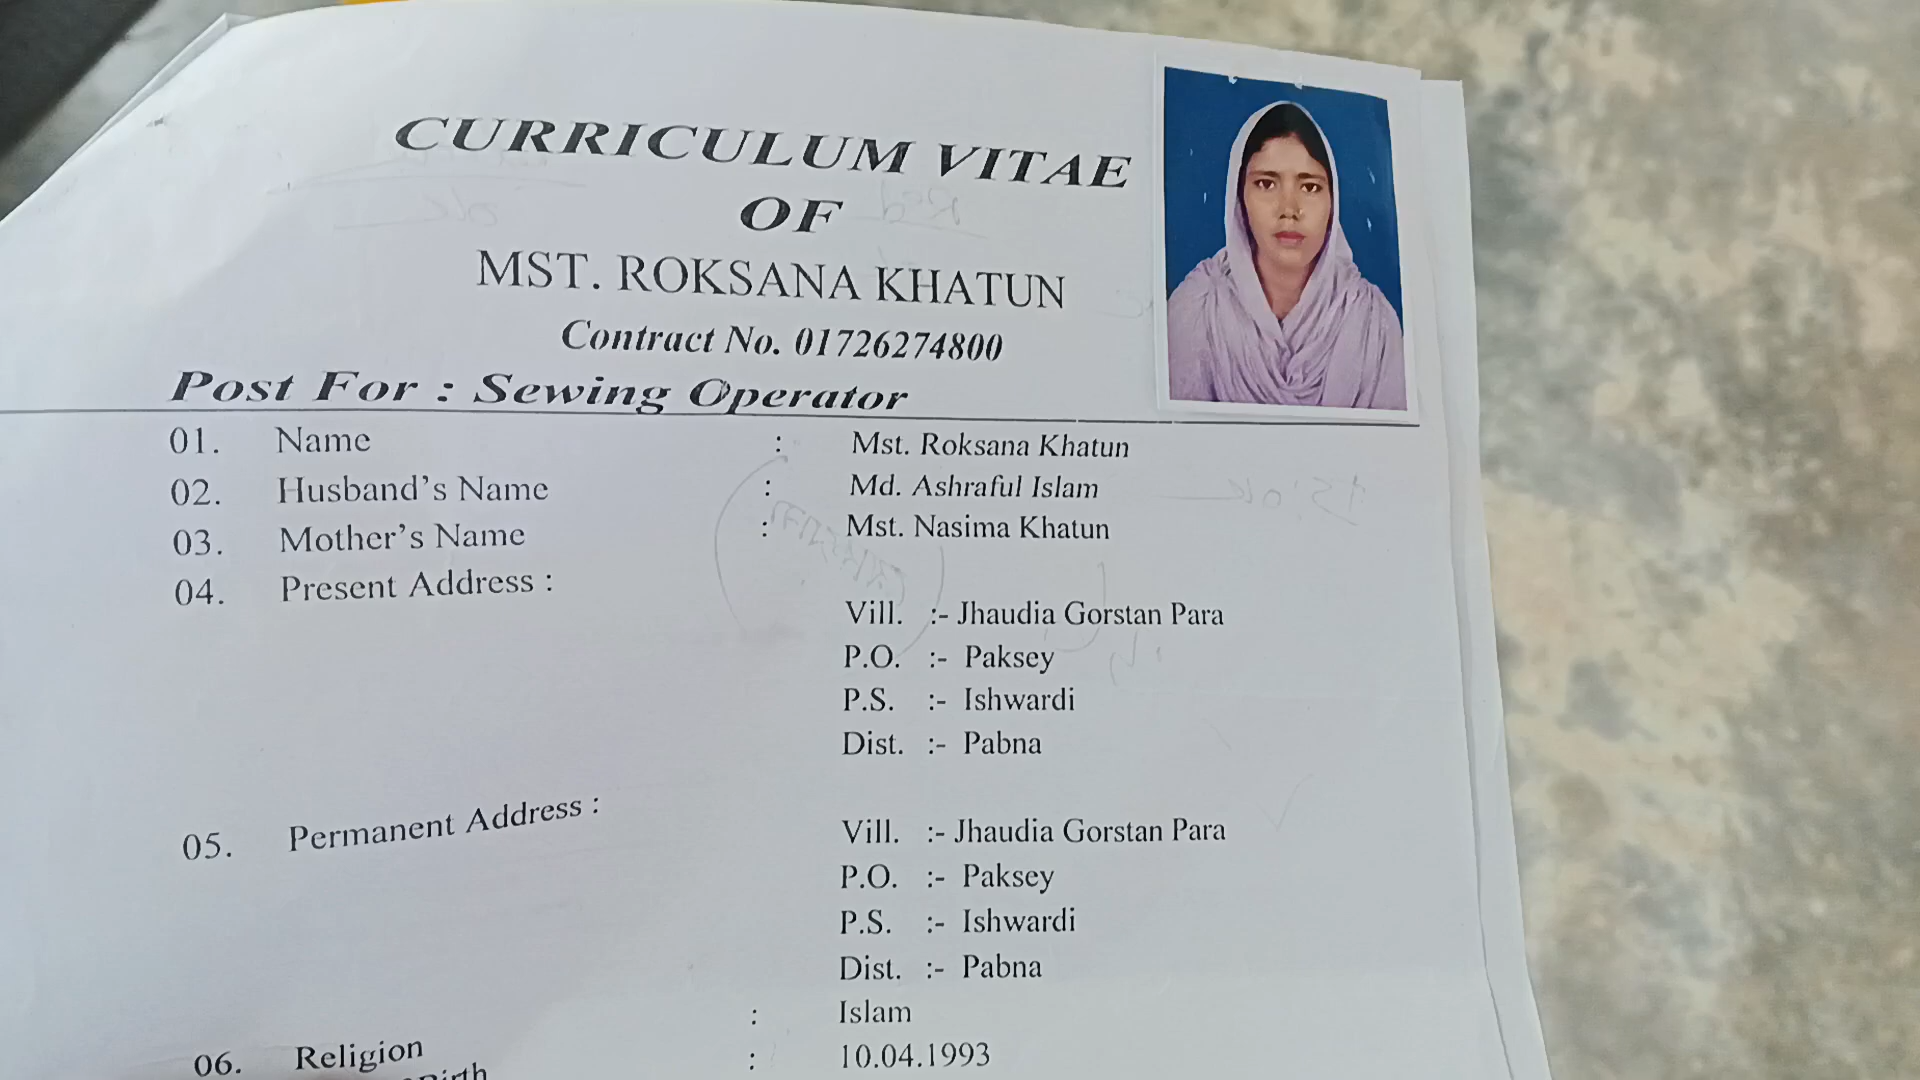 CURRICULUM VITAE
OF
MST. ROKSANA KHATUN
Contract No. 01726274800
Post For : Sewing Operator
01. Name : Mst. Roksana Khatun
02. Husband's Name : Md. Ashraful Islam
03. Mother's Name : Mst. Nasima Khatun
04. Present Address :
Vill. :- Jhaudia Gorstan Para
P.O. :- Paksey
P.S. :- Ishwardi
Dist. :- Pabna
05. Permanent Address :
Vill. :- Jhaudia Gorstan Para
P.O. :- Paksey
P.S. :- Ishwardi
Dist. :- Pabna
06. Religion : Islam
: 10.04.1993